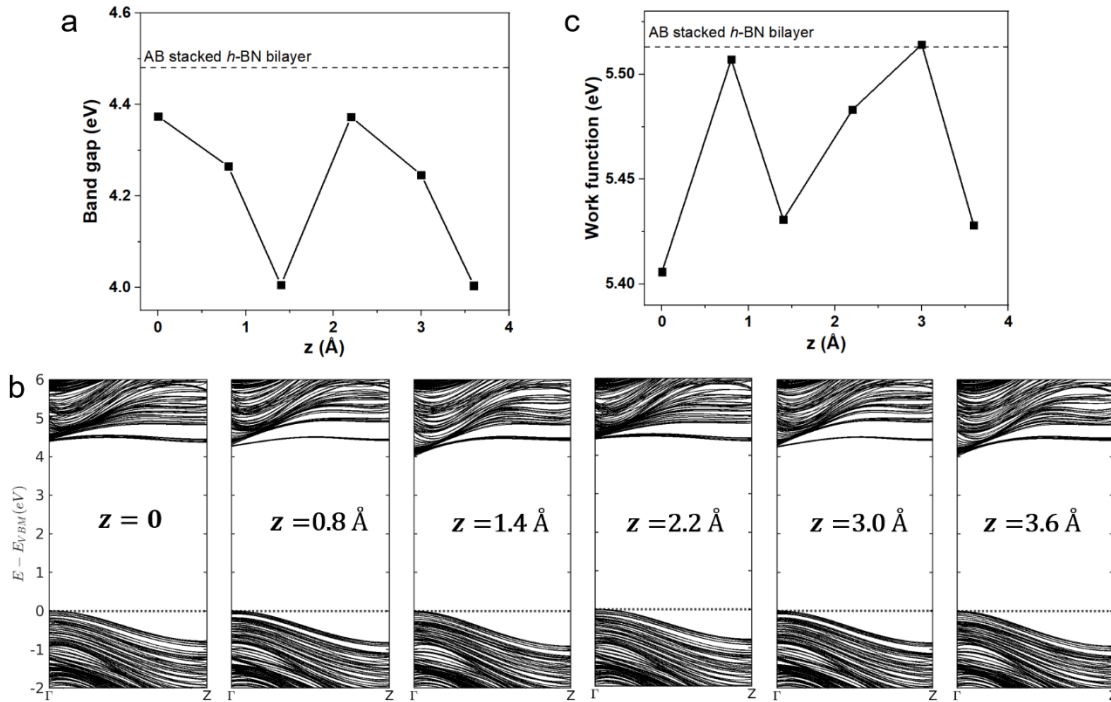 a
4.6
4.4
4.2
4.0
Band gap (eV)
AB stacked h-BN bilayer
0
1
2
3
4
z (Å)
c
5.50
5.45
5.40
Work function (eV)
AB stacked h-BN bilayer
0
1
2
3
4
z (Å)
b
6
5
4
3
2
1
0
-1
-2
E − E_VBM(eV)
z = 0
z =0.8 Å
z =1.4 Å
z =2.2 Å
z =3.0 Å
z =3.6 Å
Γ
Z
Γ
Z
Γ
Z
Γ
Z
Γ
Z
Γ
Z